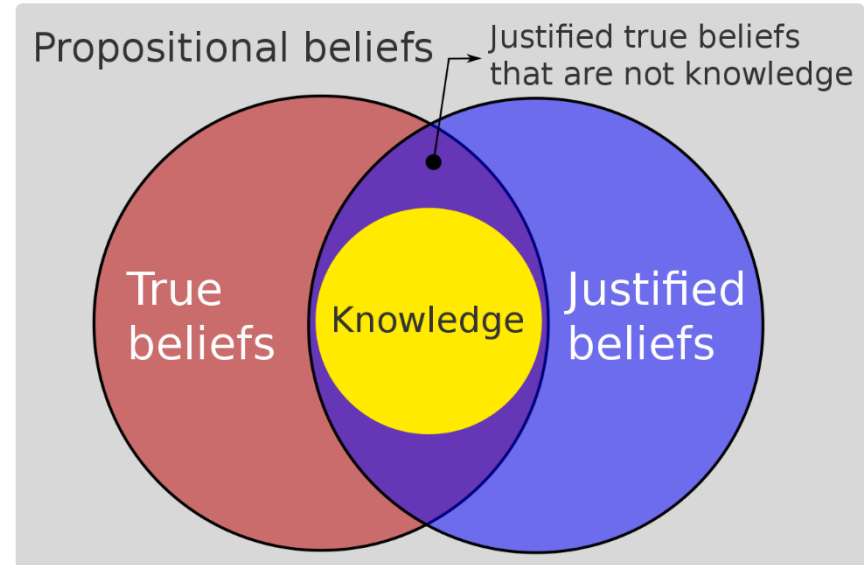 Propositional beliefs
Justified true beliefs
that are not knowledge
True
beliefs
Knowledge
Justified
beliefs